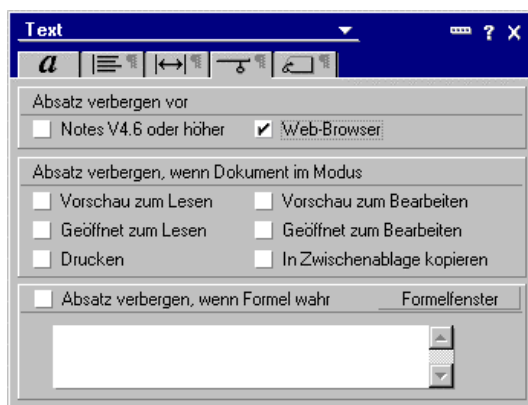 Text ?  X
a
Absatz verbergen vor
Notes V4.6 oder höher Web-Browser
Absatz verbergen, wenn Dokument im Modus
Vorschau zum Lesen Vorschau zum Bearbeiten
Geöffnet zum Lesen Geöffnet zum Bearbeiten
Drucken In Zwischenablage kopieren
Absatz verbergen, wenn Formel wahr Formelfenster